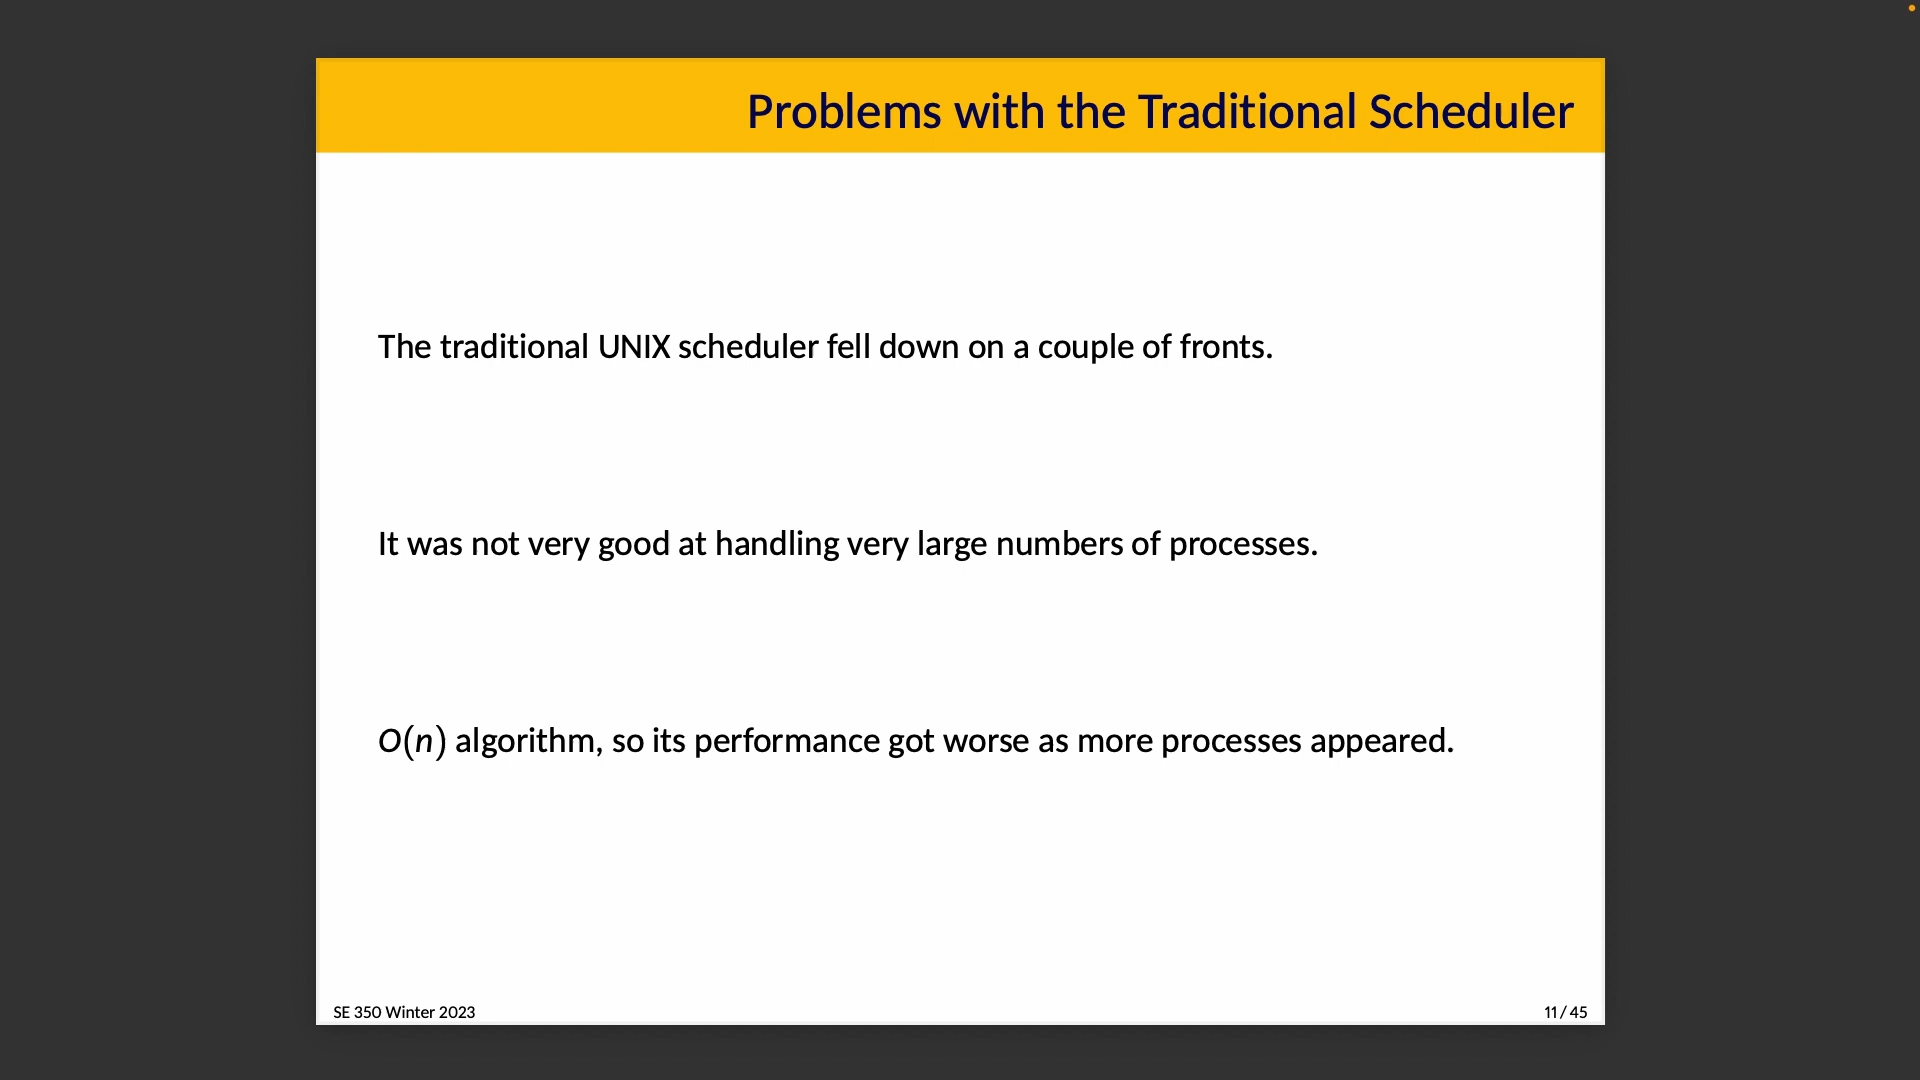 Problems with the Traditional Scheduler
The traditional UNIX scheduler fell down on a couple of fronts.
It was not very good at handling very large numbers of processes.
O(n) algorithm, so its performance got worse as more processes appeared.
SE 350 Winter 2023
11 / 45